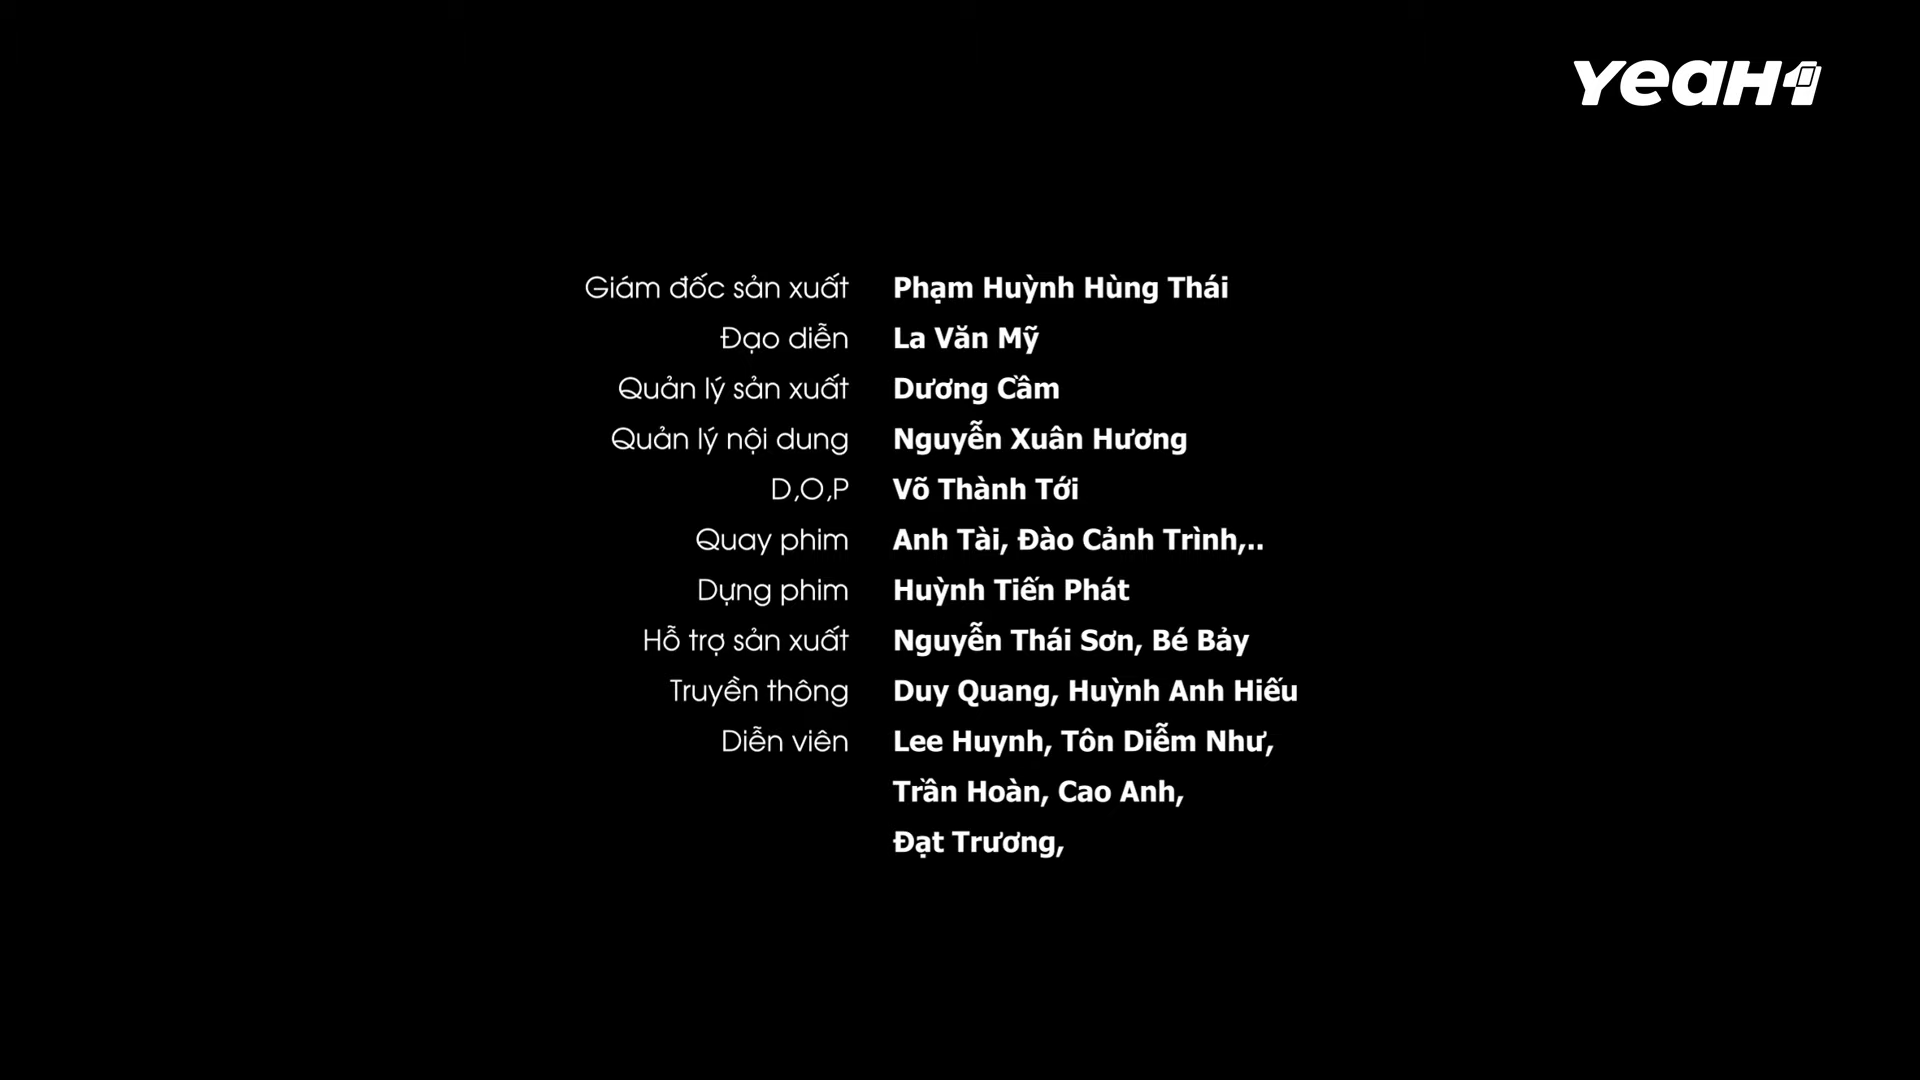 YeaH1
Giám đốc sản xuất Phạm Huỳnh Hùng Thái
Đạo diễn La Văn Mỹ
Quản lý sản xuất Dương Cầm
Quản lý nội dung Nguyễn Xuân Hương
D,O,P Võ Thành Tới
Quay phim Anh Tài, Đào Cảnh Trình,..
Dựng phim Huỳnh Tiến Phát
Hỗ trợ sản xuất Nguyễn Thái Sơn, Bé Bảy
Truyền thông Duy Quang, Huỳnh Anh Hiếu
Diễn viên Lee Huynh, Tôn Diễm Như,
Trần Hoàn, Cao Anh,
Đạt Trương,